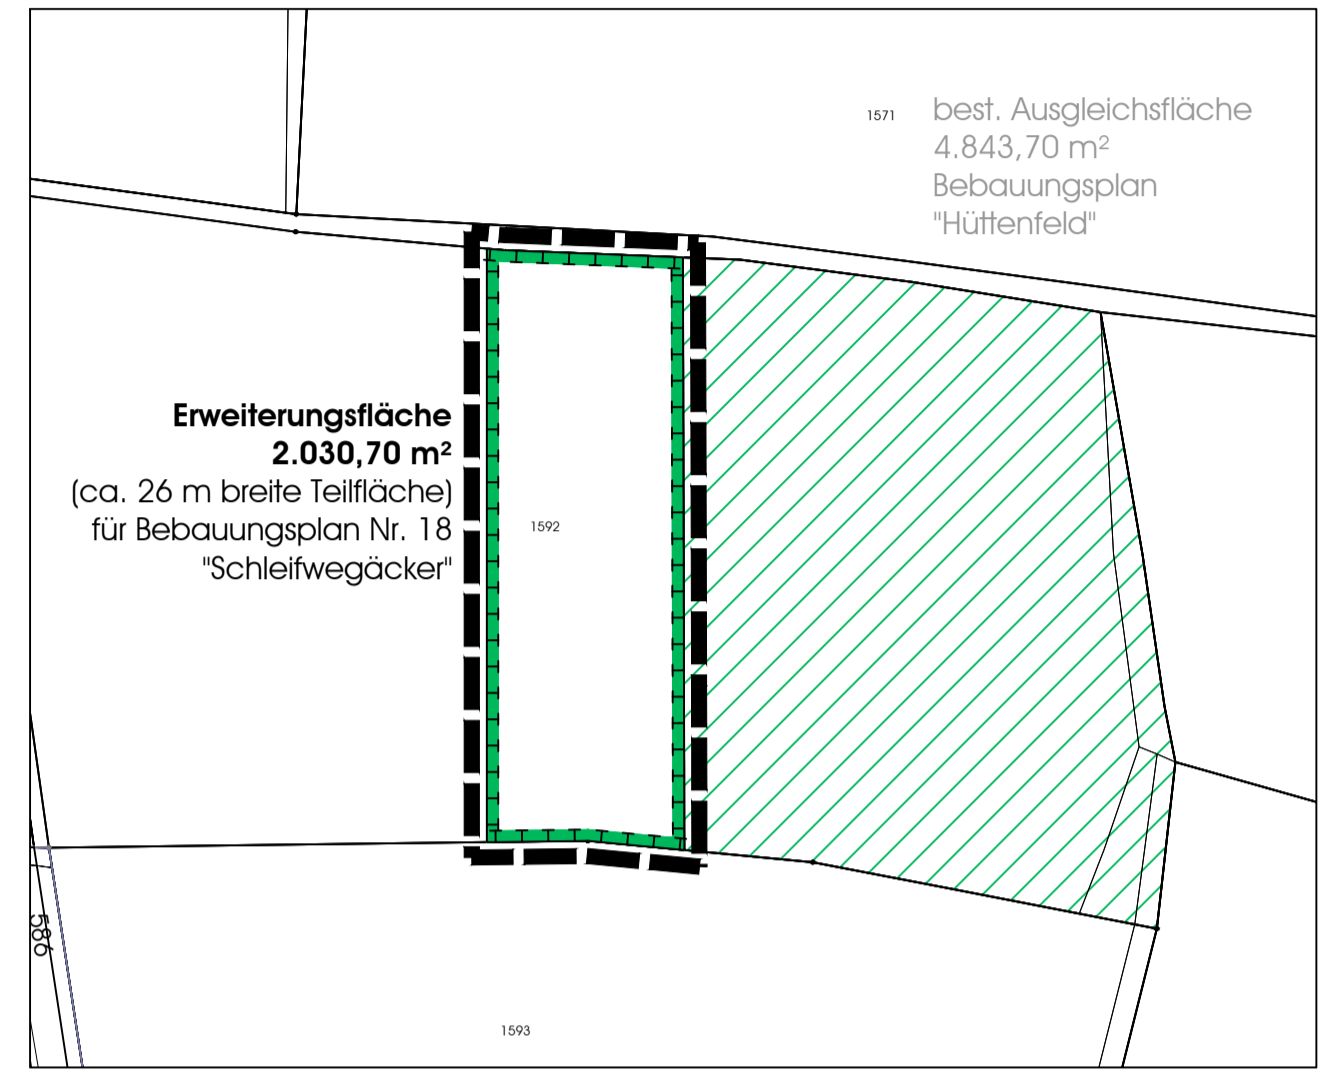 1571
best. Ausgleichsfläche
4.843,70 m²
Bebauungsplan
"Hüttenfeld"
Erweiterungsfläche
2.030,70 m²
(ca. 26 m breite Teilfläche)
für Bebauungsplan Nr. 18
"Schleifwegäcker"
1592
586
1593